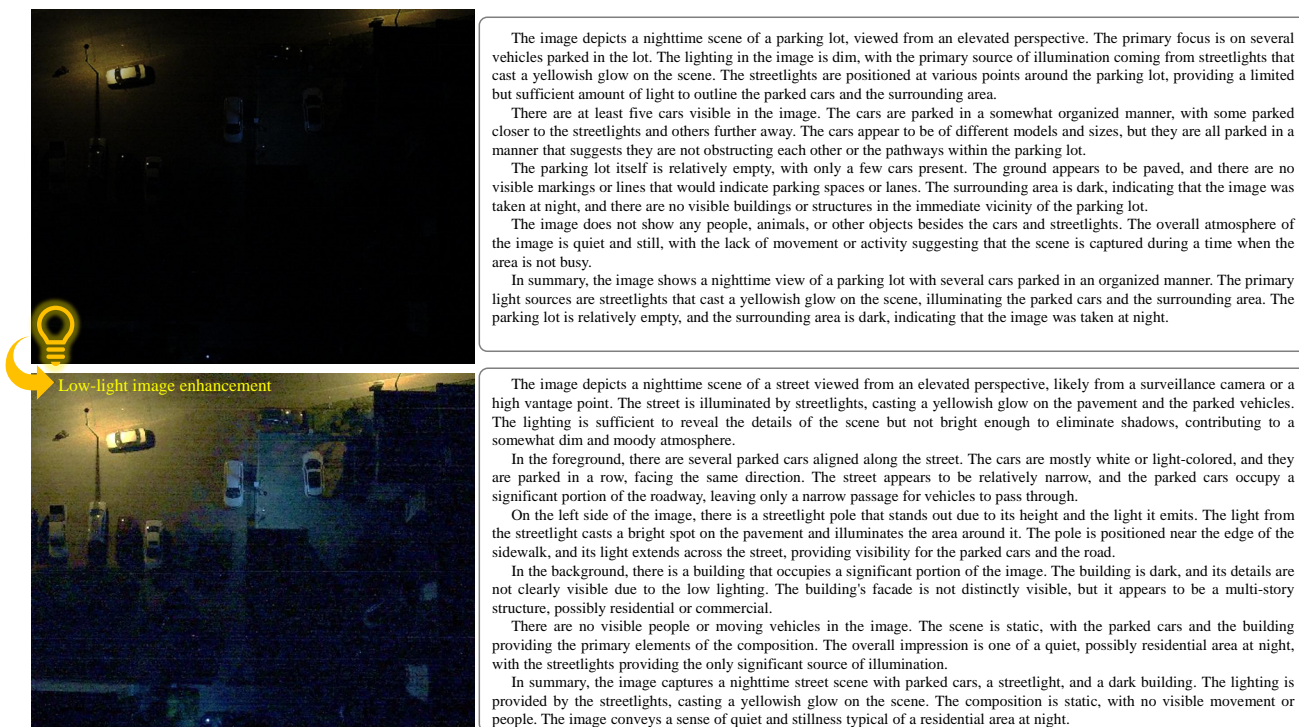 The image depicts a nighttime scene of a parking lot, viewed from an elevated perspective. The primary focus is on several
vehicles parked in the lot. The lighting in the image is dim, with the primary source of illumination coming from streetlights that
cast a yellowish glow on the scene. The streetlights are positioned at various points around the parking lot, providing a limited
but sufficient amount of light to outline the parked cars and the surrounding area.
There are at least five cars visible in the image. The cars are parked in a somewhat organized manner, with some parked
closer to the streetlights and others further away. The cars appear to be of different models and sizes, but they are all parked in a
manner that suggests they are not obstructing each other or the pathways within the parking lot.
The parking lot itself is relatively empty, with only a few cars present. The ground appears to be paved, and there are no
visible markings or lines that would indicate parking spaces or lanes. The surrounding area is dark, indicating that the image was
taken at night, and there are no visible buildings or structures in the immediate vicinity of the parking lot.
The image does not show any people, animals, or other objects besides the cars and streetlights. The overall atmosphere of
the image is quiet and still, with the lack of movement or activity suggesting that the scene is captured during a time when the
area is not busy.
In summary, the image shows a nighttime view of a parking lot with several cars parked in an organized manner. The primary
light sources are streetlights that cast a yellowish glow on the scene, illuminating the parked cars and the surrounding area. The
parking lot is relatively empty, and the surrounding area is dark, indicating that the image was taken at night.
Low-light image enhancement
The image depicts a nighttime scene of a street viewed from an elevated perspective, likely from a surveillance camera or a
high vantage point. The street is illuminated by streetlights, casting a yellowish glow on the pavement and the parked vehicles.
The lighting is sufficient to reveal the details of the scene but not bright enough to eliminate shadows, contributing to a
somewhat dim and moody atmosphere.
In the foreground, there are several parked cars aligned along the street. The cars are mostly white or light-colored, and they
are parked in a row, facing the same direction. The street appears to be relatively narrow, and the parked cars occupy a
significant portion of the roadway, leaving only a narrow passage for vehicles to pass through.
On the left side of the image, there is a streetlight pole that stands out due to its height and the light it emits. The light from
the streetlight casts a bright spot on the pavement and illuminates the area around it. The pole is positioned near the edge of the
sidewalk, and its light extends across the street, providing visibility for the parked cars and the road.
In the background, there is a building that occupies a significant portion of the image. The building is dark, and its details are
not clearly visible due to the low lighting. The building's facade is not distinctly visible, but it appears to be a multi-story
structure, possibly residential or commercial.
There are no visible people or moving vehicles in the image. The scene is static, with the parked cars and the building
providing the primary elements of the composition. The overall impression is one of a quiet, possibly residential area at night,
with the streetlights providing the only significant source of illumination.
In summary, the image captures a nighttime street scene with parked cars, a streetlight, and a dark building. The lighting is
provided by the streetlights, casting a yellowish glow on the scene. The composition is static, with no visible movement or
people. The image conveys a sense of quiet and stillness typical of a residential area at night.